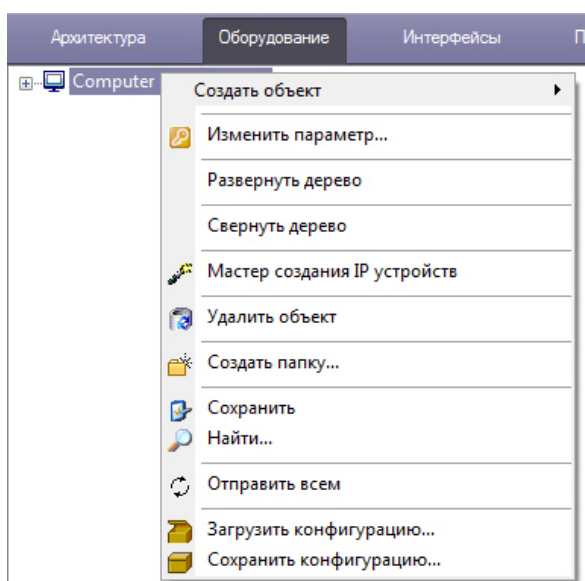 Архитектура Оборудование Интерфейсы П
Computer
Создать объект
Изменить параметр...
Развернуть дерево
Свернуть дерево
Мастер создания IP устройств
Удалить объект
Создать папку...
Сохранить
Найти...
Отправить всем
Загрузить конфигурацию...
Сохранить конфигурацию...